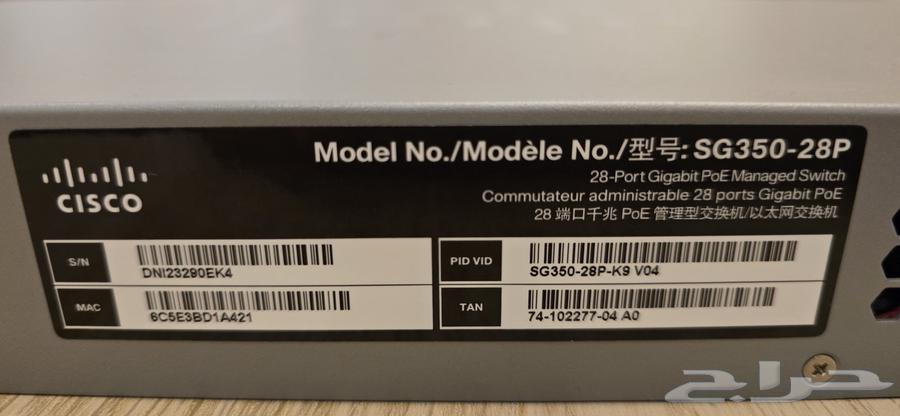 CISCO
Model No./Modèle No./型号: SG350-28P
28-Port Gigabit PoE Managed Switch
Commutateur administrable 28 ports Gigabit PoE
28 端口千兆 PoE 管理型交换机/以太网交换机
S/N
DNI23290EK4
PID VID
SG350-28P-K9 V04
MAC
6C5E3BD1A421
TAN
74-102277-04 A0
حراج